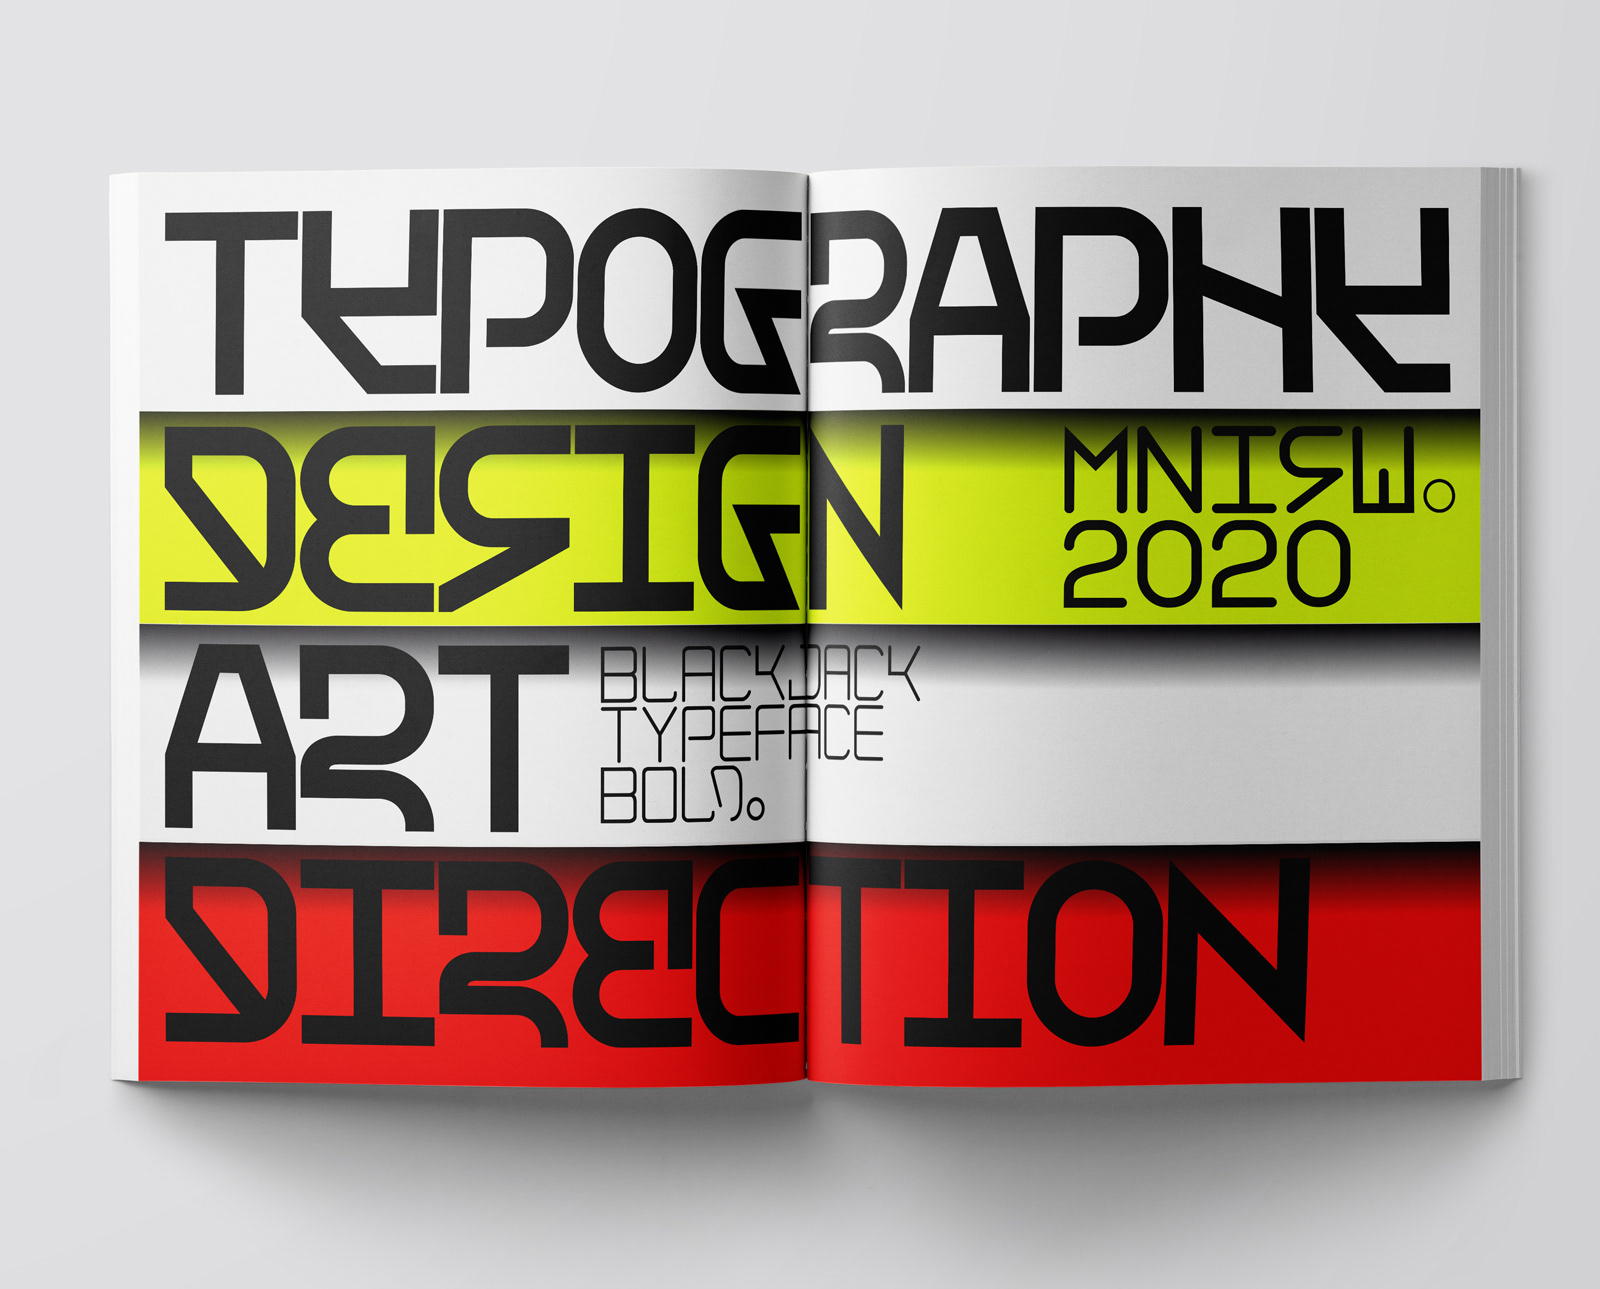 TYPOGRAPHY
DESIGN
MNISW.
2020
ART
BLACKJACK
TYPEFACE
BOLD.
DIRECTION